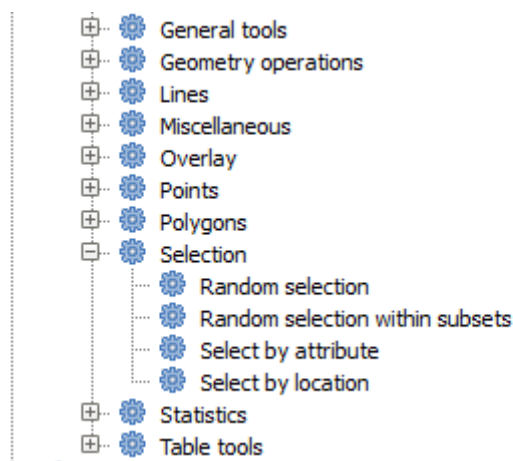 General tools
Geometry operations
Lines
Miscellaneous
Overlay
Points
Polygons
Selection
Random selection
Random selection within subsets
Select by attribute
Select by location
Statistics
Table tools